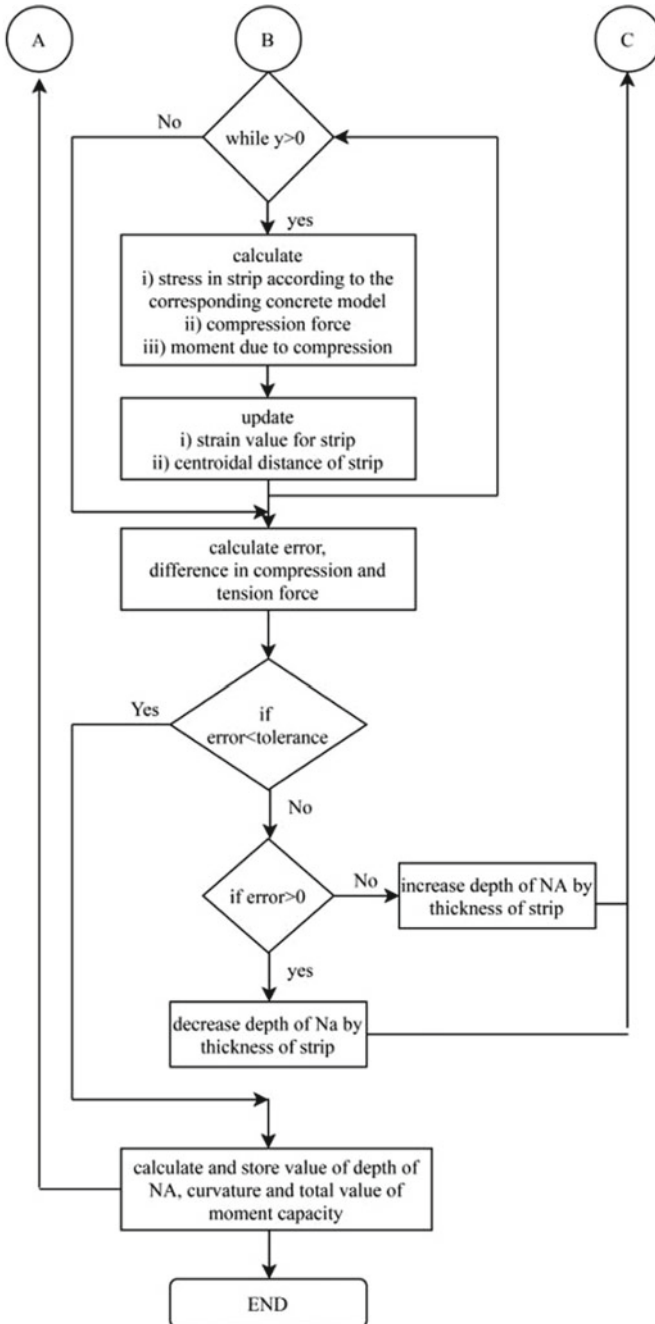 A
B
C
No
while y>0
yes
calculate
i) stress in strip according to the
corresponding concrete model
ii) compression force
iii) moment due to compression
update
i) strain value for strip
ii) centroidal distance of strip
calculate error,
difference in compression and
tension force
Yes
if
error<tolerance
No
if error>0
No
increase depth of NA by
thickness of strip
yes
decrease depth of Na by
thickness of strip
calculate and store value of depth of
NA, curvature and total value of
moment capacity
END